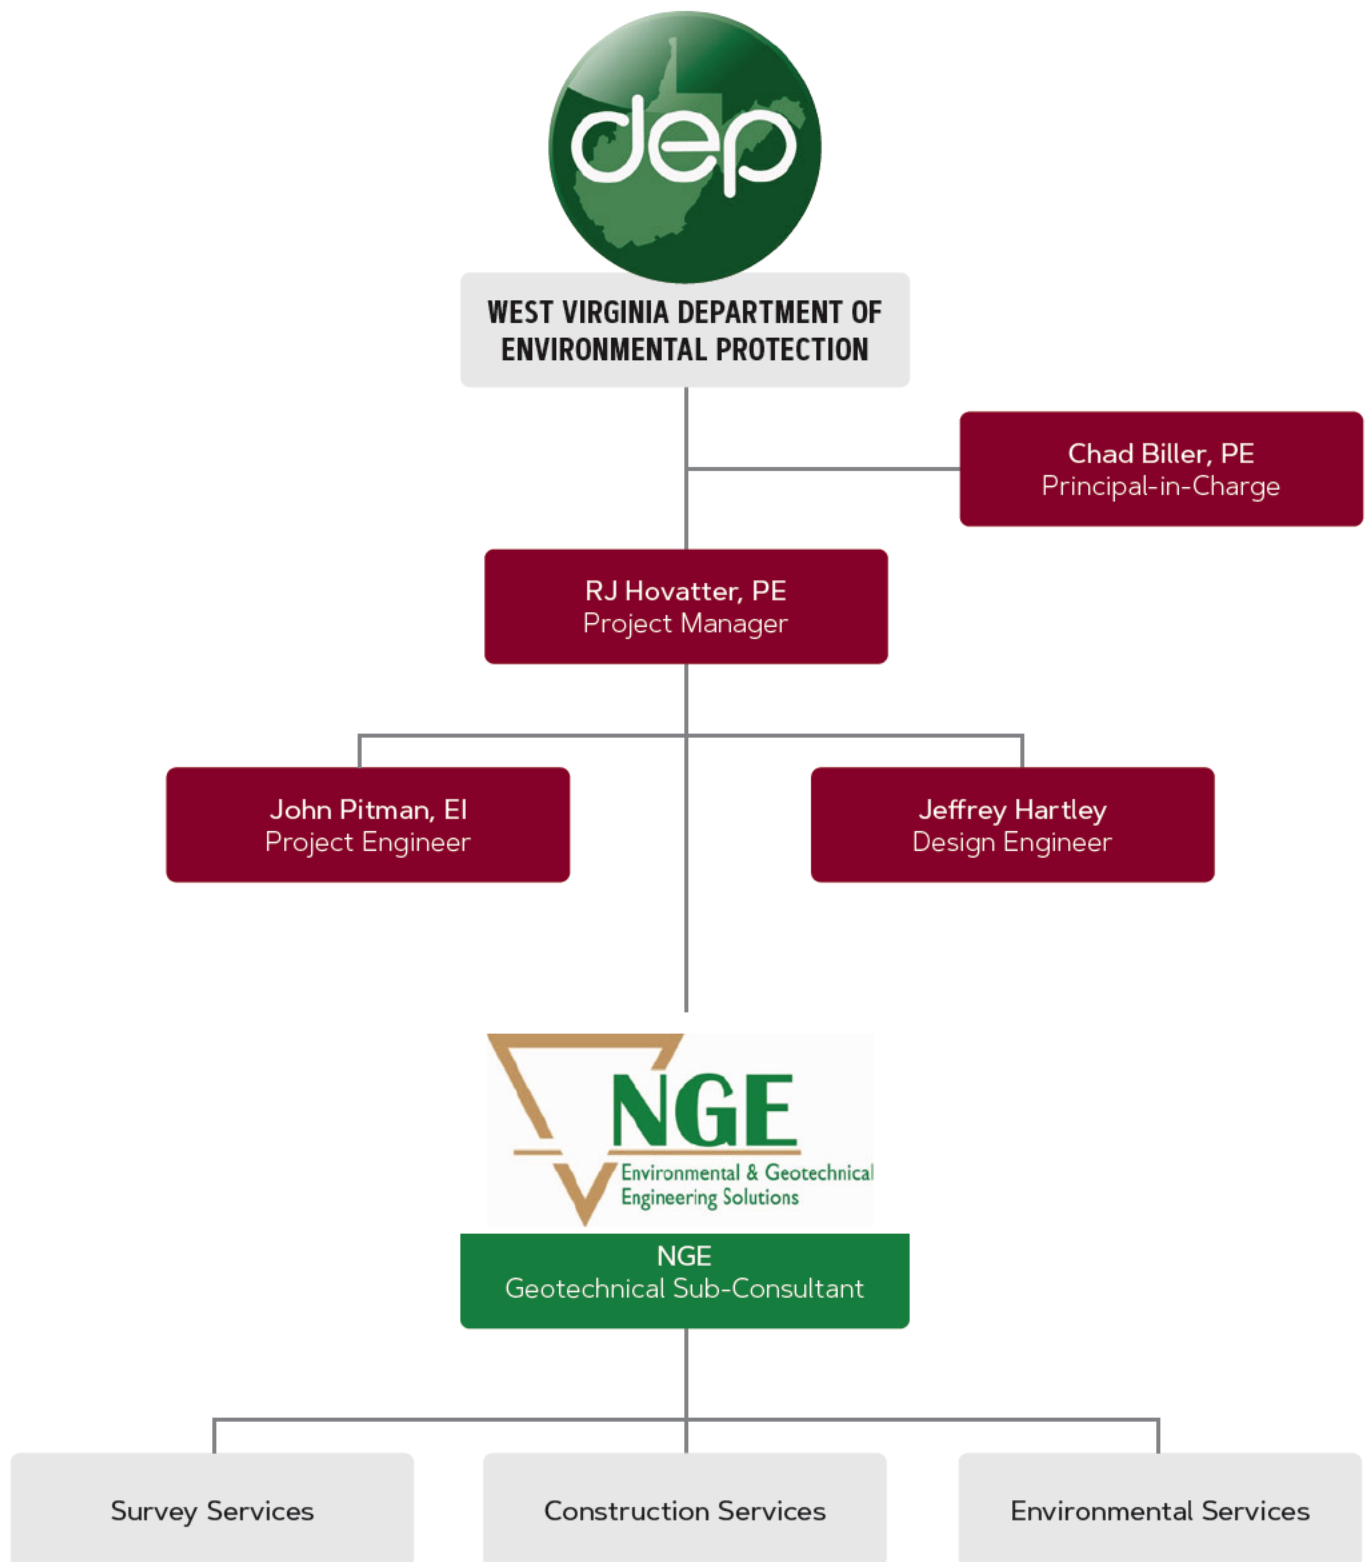 dep
WEST VIRGINIA DEPARTMENT OF
ENVIRONMENTAL PROTECTION
Chad Biller, PE
Principal-in-Charge
RJ Hovatter, PE
Project Manager
John Pitman, EI
Project Engineer
Jeffrey Hartley
Design Engineer
NGE
Environmental & Geotechnical
Engineering Solutions
NGE
Geotechnical Sub-Consultant
Survey Services
Construction Services
Environmental Services